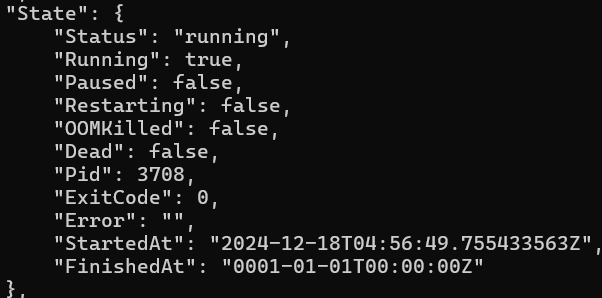 "State": {
    "Status": "running",
    "Running": true,
    "Paused": false,
    "Restarting": false,
    "OOMKilled": false,
    "Dead": false,
    "Pid": 3708,
    "ExitCode": 0,
    "Error": "",
    "StartedAt": "2024-12-18T04:56:49.755433563Z",
    "FinishedAt": "0001-01-01T00:00:00Z"
},